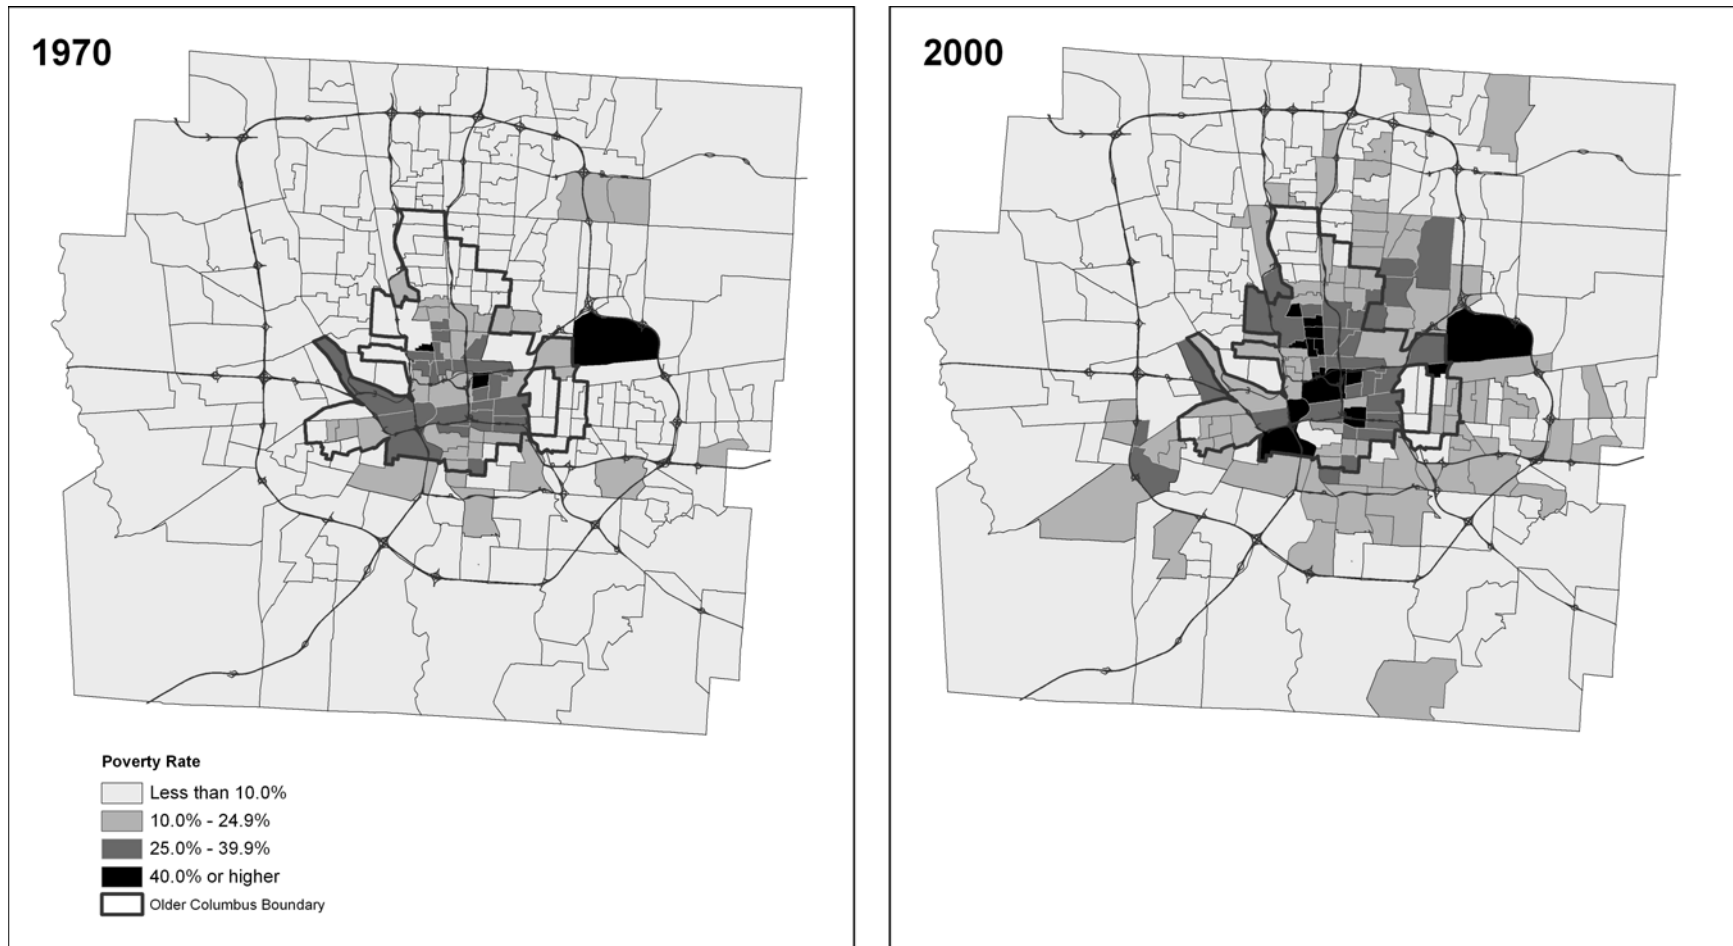 1970
2000
Poverty Rate
Less than 10.0%
10.0% - 24.9%
25.0% - 39.9%
40.0% or higher
Older Columbus Boundary